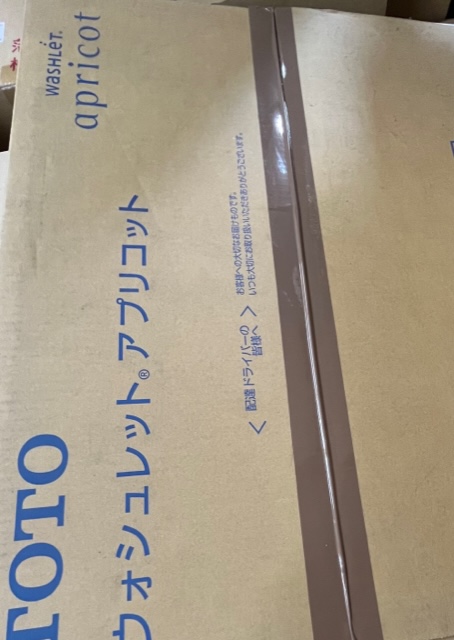 TOTO
WASHLET.
apricot
ウォシュレット®アプリコット
< 配達ドライバーの
皆様へ >
お客様への大切なお届けものです。
いつも大切にお取り扱いいただきありがとうございます。